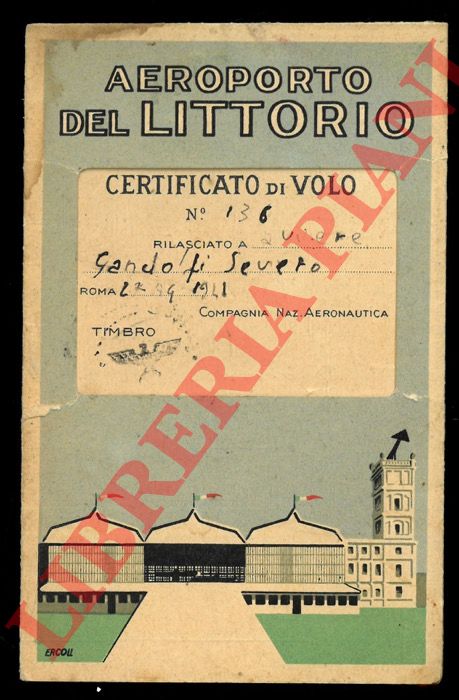 AEROPORTO
DEL LITTORIO
CERTIFICATO DI VOLO
N° 136
RILASCIATO A
Gandolfi Severo
ROMA
COMPAGNIA NAZ. AERONAUTICA
TIMBRO
ERCOLI
LIBRERIA PIANI